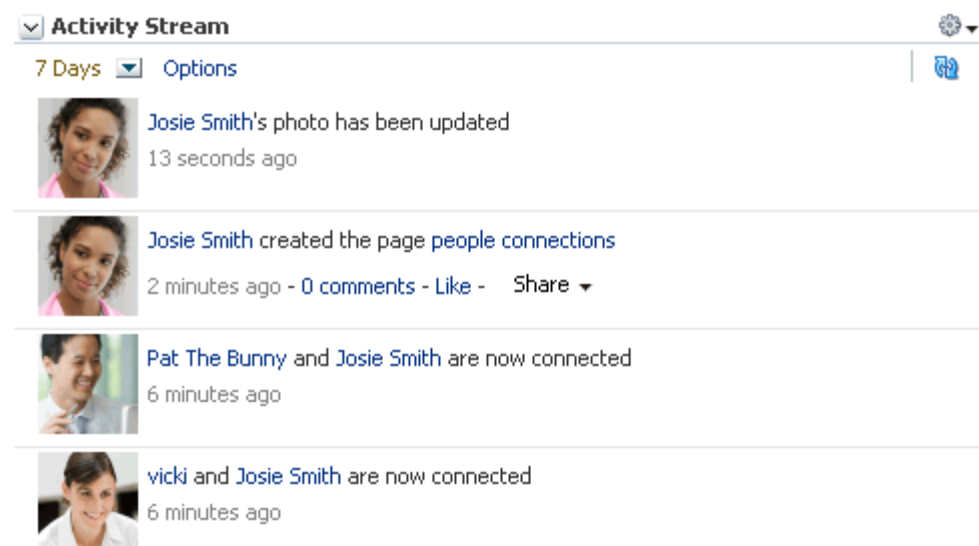 Activity Stream
7 Days Options
Josie Smith's photo has been updated
13 seconds ago
Josie Smith created the page people connections
2 minutes ago - 0 comments - Like - Share
Pat The Bunny and Josie Smith are now connected
6 minutes ago
vicki and Josie Smith are now connected
6 minutes ago